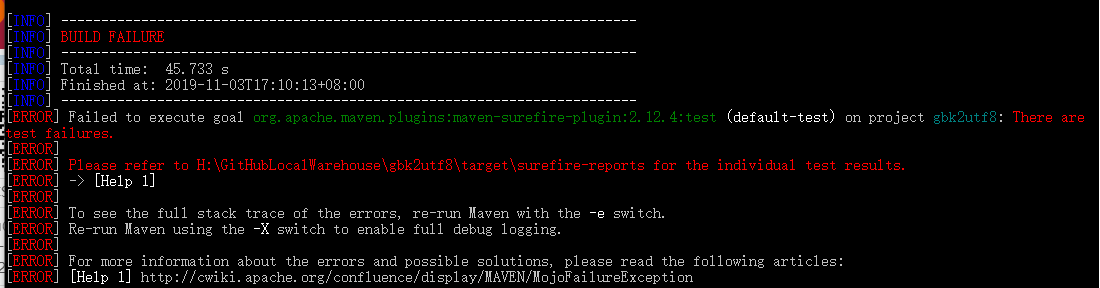 [INFO] ------------------------------------------------------------------------
[INFO] BUILD FAILURE
[INFO] ------------------------------------------------------------------------
[INFO] Total time:  45.733 s
[INFO] Finished at: 2019-11-03T17:10:13+08:00
[INFO] ------------------------------------------------------------------------
[ERROR] Failed to execute goal org.apache.maven.plugins:maven-surefire-plugin:2.12.4:test (default-test) on project gbk2utf8: There are
test failures.
[ERROR]
[ERROR] Please refer to H:\GitHubLocalWarehouse\gbk2utf8\target\surefire-reports for the individual test results.
[ERROR] -> [Help 1]
[ERROR]
[ERROR] To see the full stack trace of the errors, re-run Maven with the -e switch.
[ERROR] Re-run Maven using the -X switch to enable full debug logging.
[ERROR]
[ERROR] For more information about the errors and possible solutions, please read the following articles:
[ERROR] [Help 1] http://cwiki.apache.org/confluence/display/MAVEN/MojoFailureException